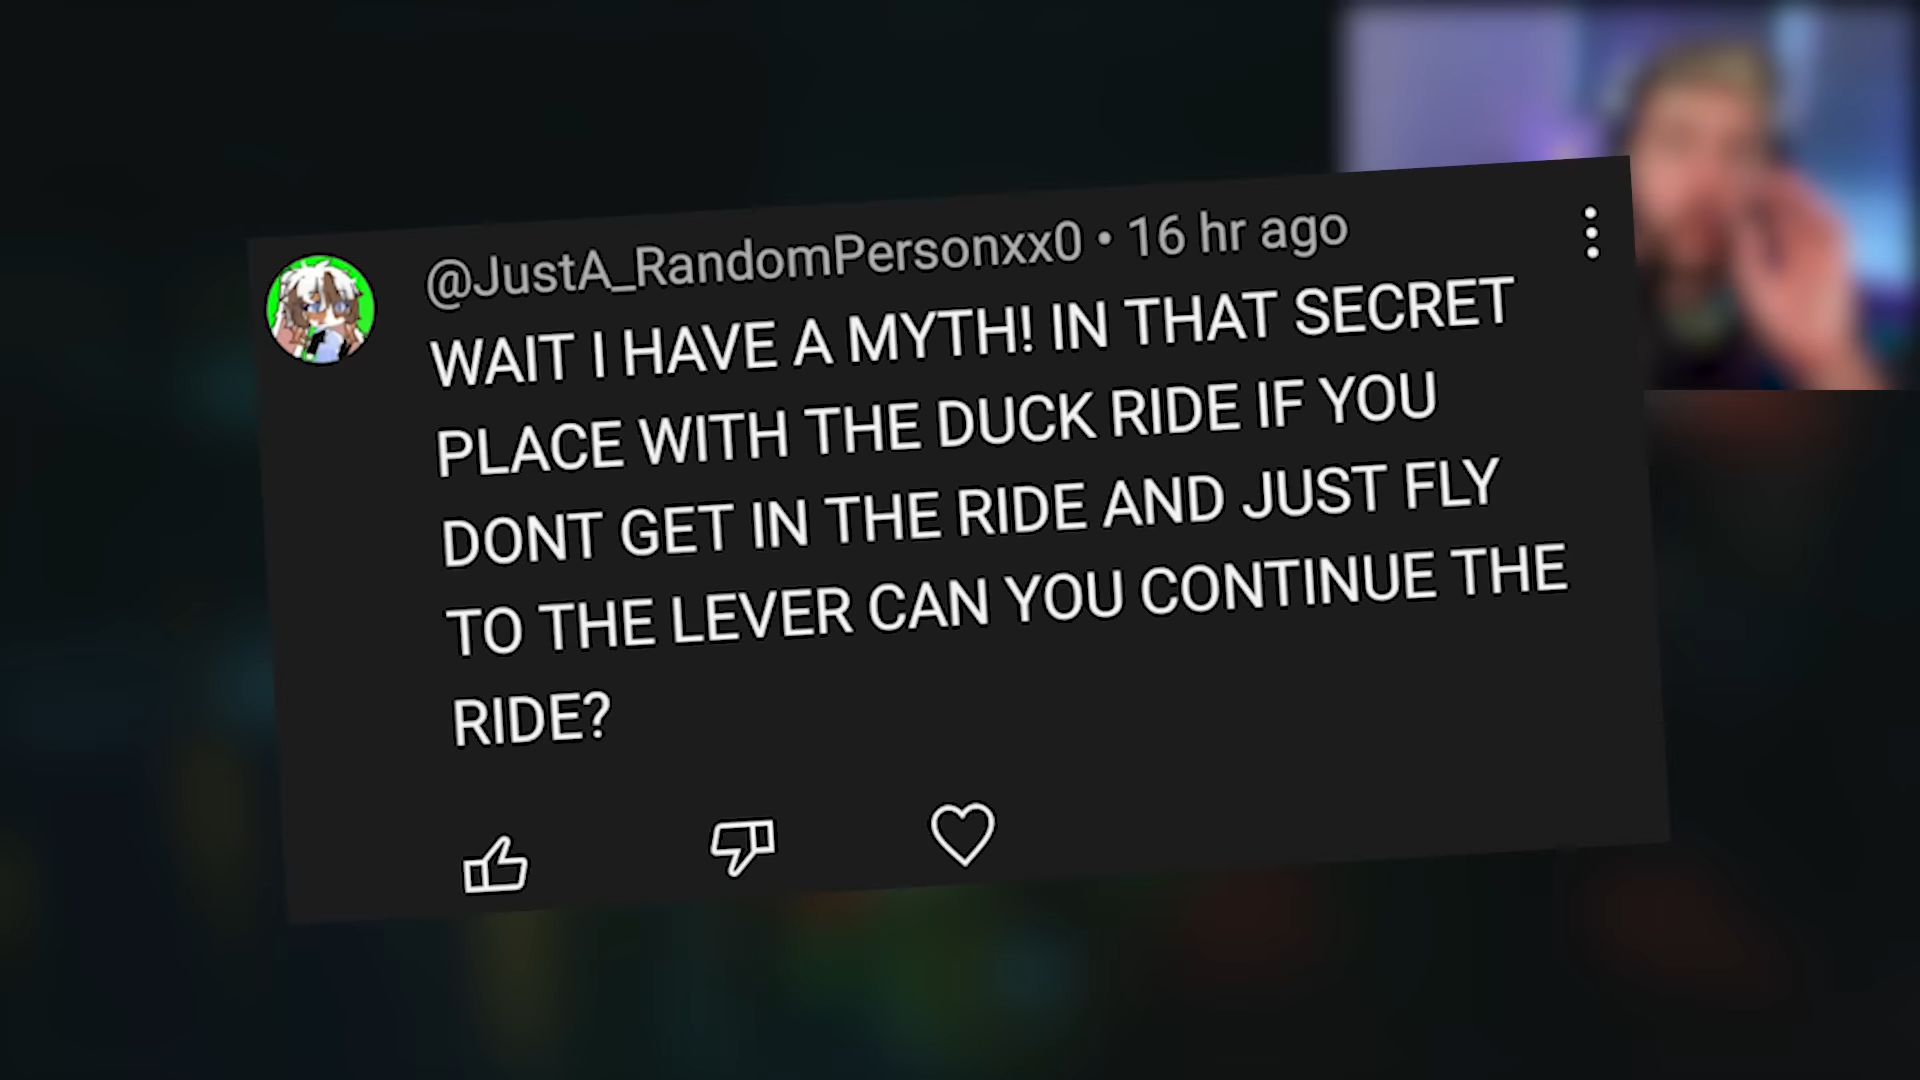 @JustA_RandomPersonxx0 • 16 hr ago
WAIT I HAVE A MYTH! IN THAT SECRET
PLACE WITH THE DUCK RIDE IF YOU
DONT GET IN THE RIDE AND JUST FLY
TO THE LEVER CAN YOU CONTINUE THE
RIDE?